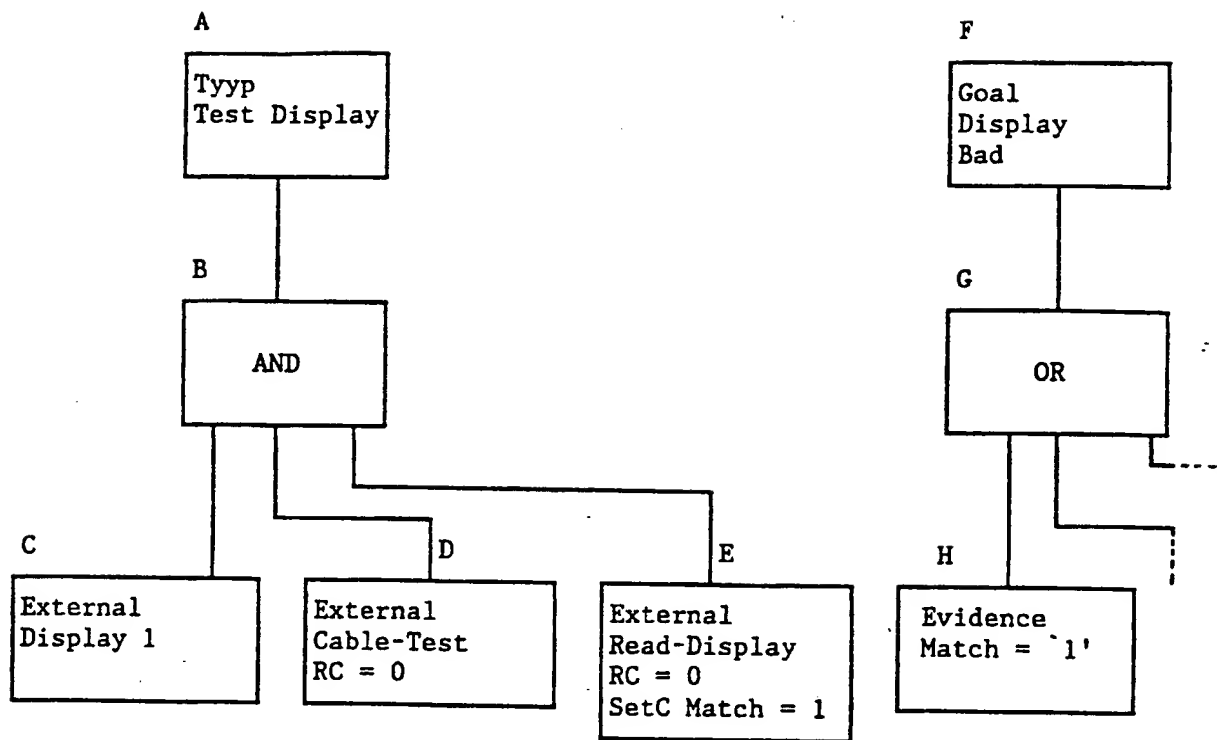 A
Tyyp
Test Display
B
AND
C
External
Display 1
D
External
Cable-Test
RC = 0
E
External
Read-Display
RC = 0
SetC Match = 1
F
Goal
Display
Bad
G
OR
H
Evidence
Match = `1'